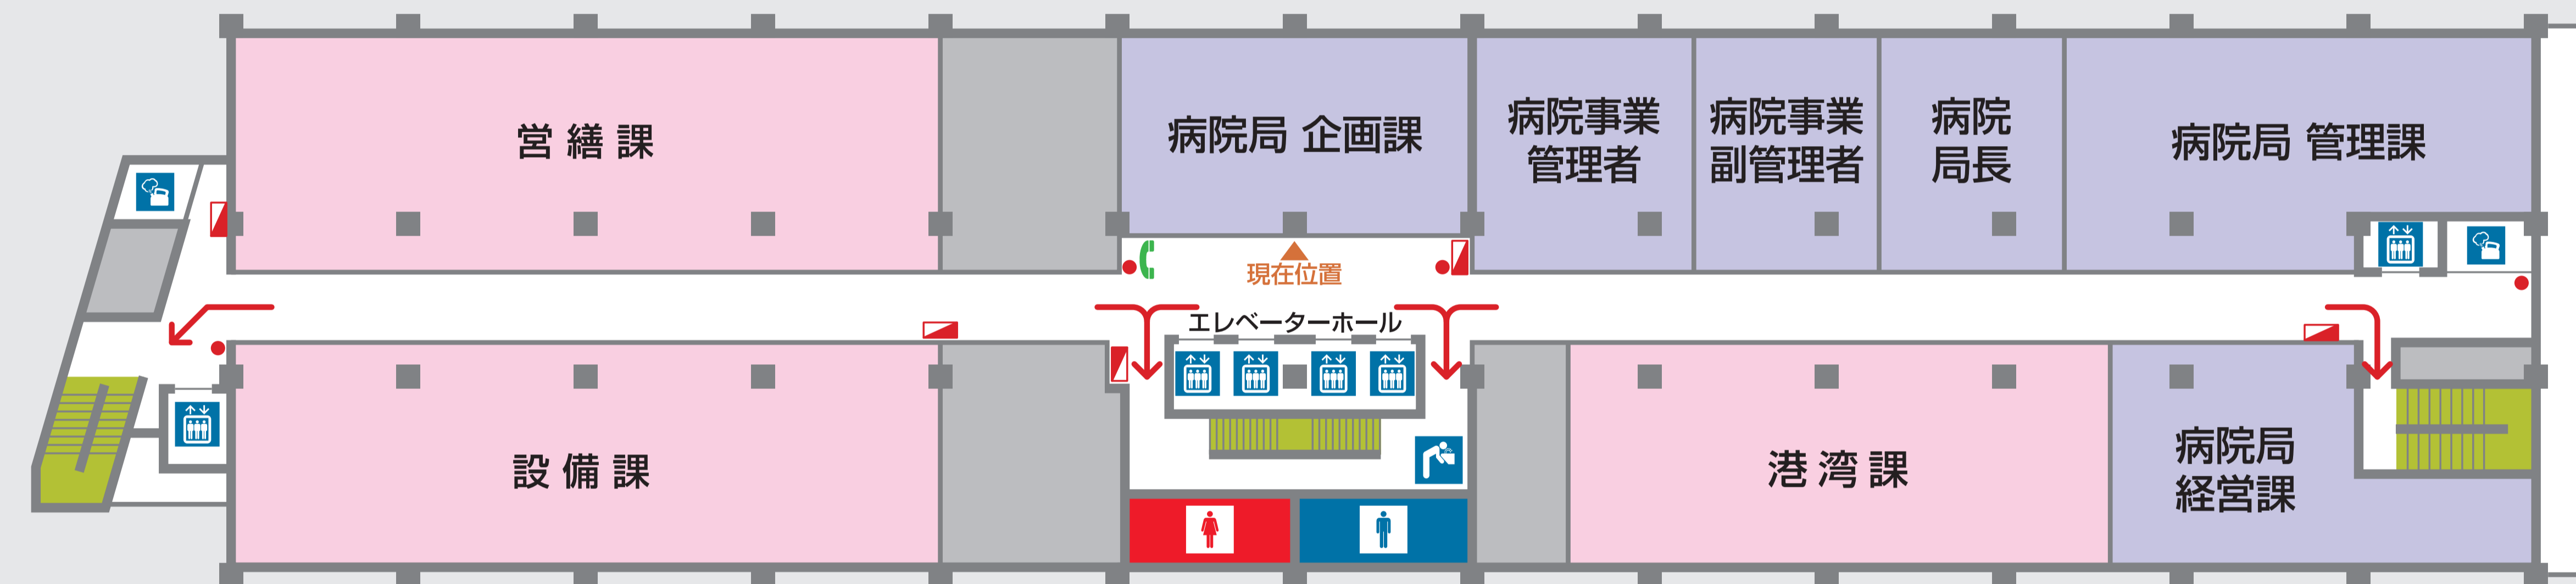 営繕課
病院局 企画課
病院事業
管理者
病院事業
副管理者
病院
局長
病院局 管理課
現在位置
エレベーターホール
設備課
港湾課
病院局
経営課